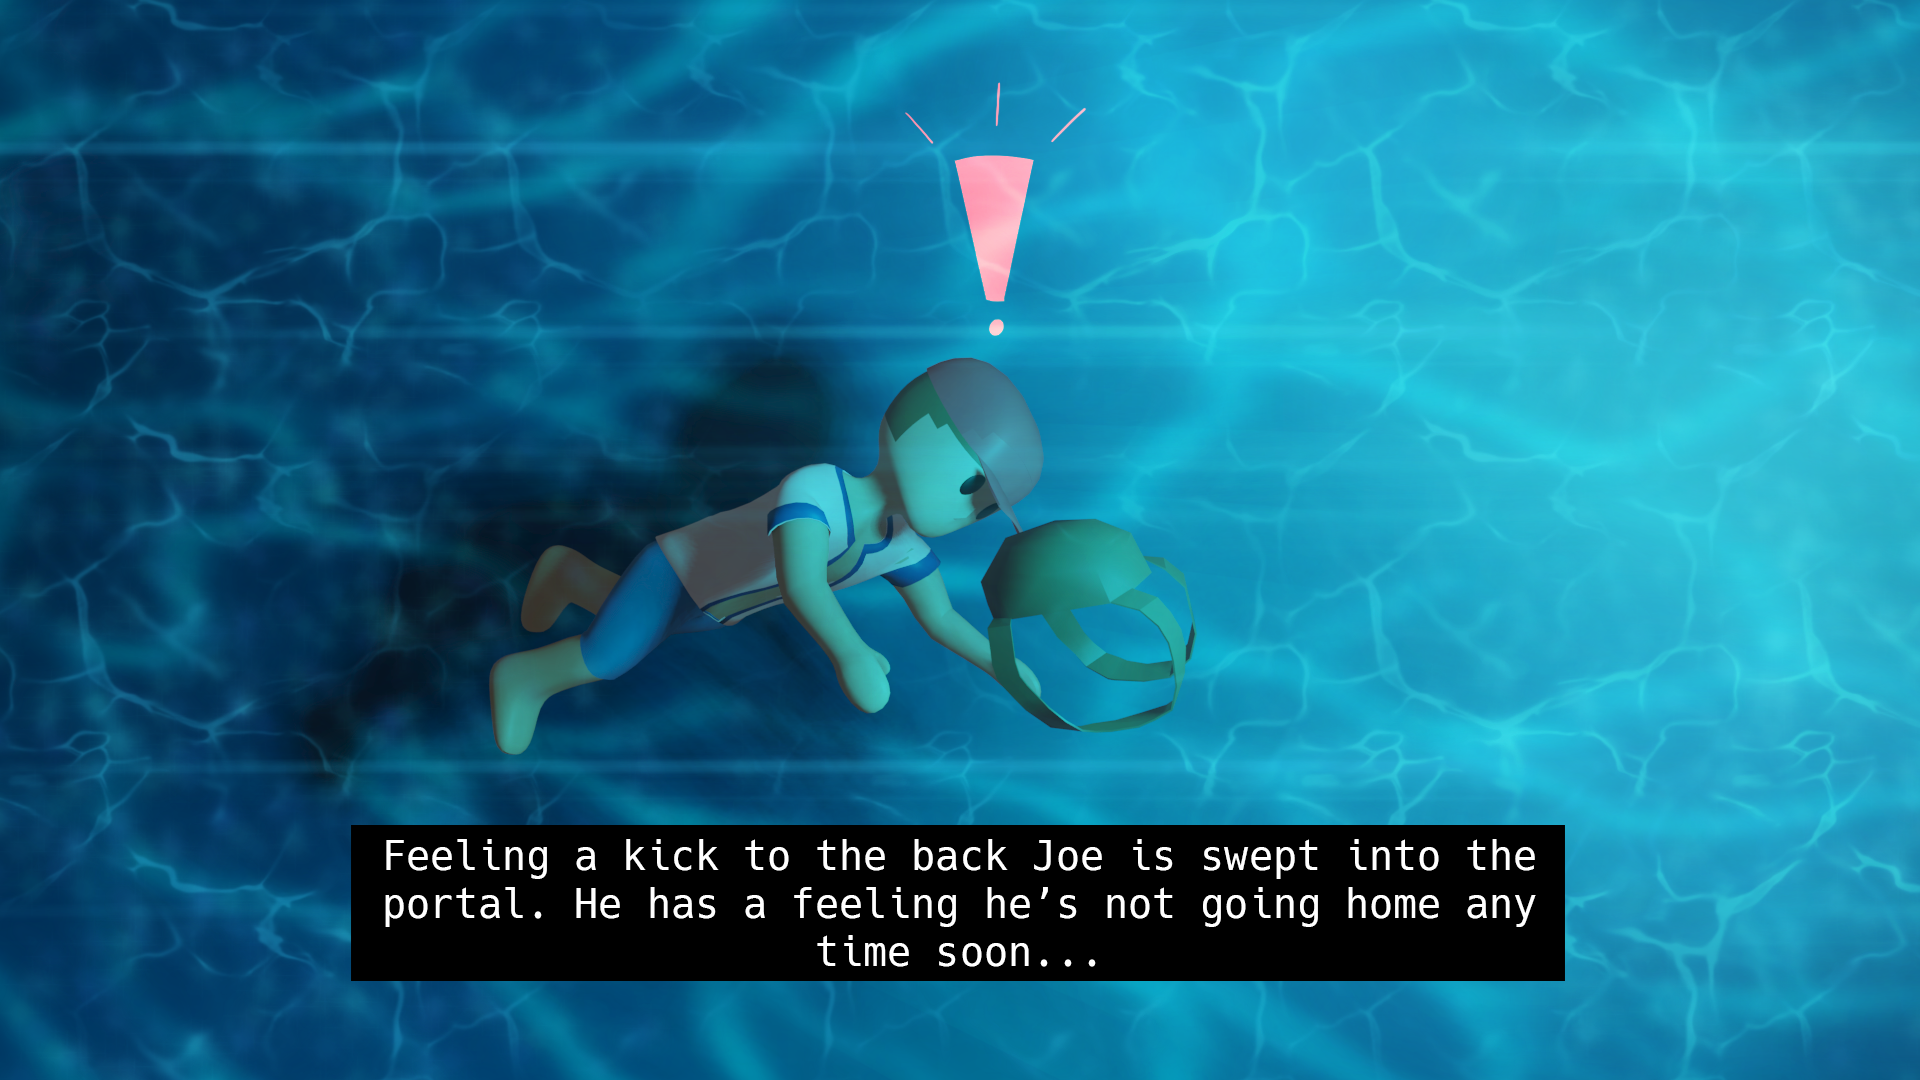 Feeling a kick to the back Joe is swept into the
portal. He has a feeling he’s not going home any
time soon...